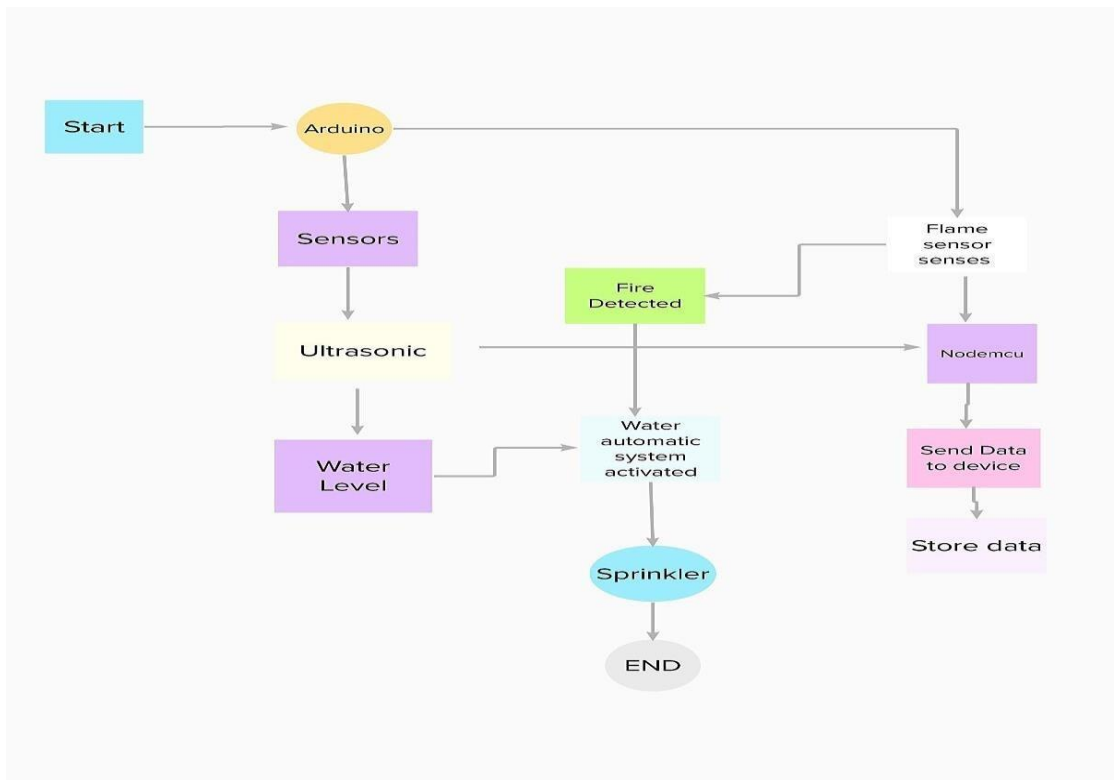 Start
Arduino
Sensors
Flame
sensor
senses
Fire
Detected
Ultrasonic
Nodemcu
Water
Level
Water
automatic
system
activated
Send Data
to device
Store data
Sprinkler
END